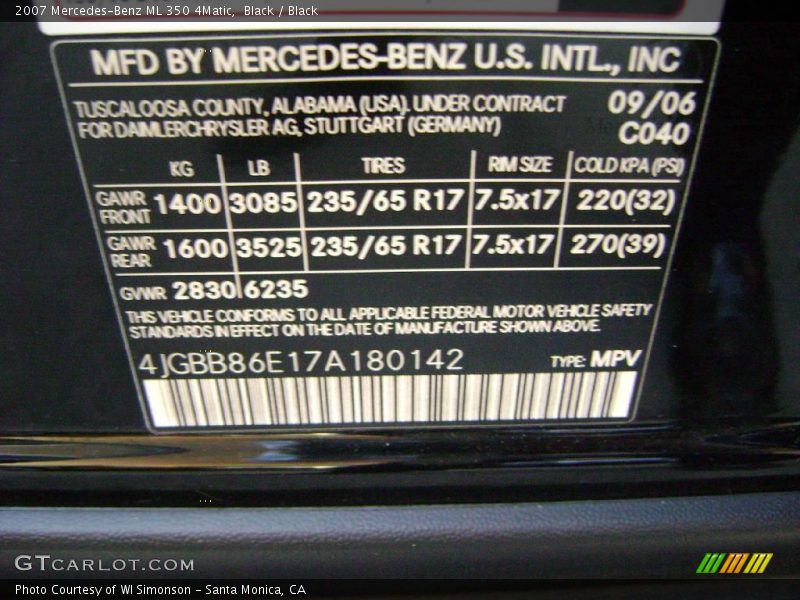 2007 Mercedes-Benz ML 350 4Matic, Black / Black
MFD BY MERCEDES-BENZ U.S. INTL., INC
TUSCALOOSA COUNTY, ALABAMA (USA). UNDER CONTRACT 09/06
FOR DAIMLERCHRYSLER AG, STUTTGART (GERMANY) C040
KG LB TIRES RIM SIZE COLD KPA (PSI)
GAWR FRONT 1400 3085 235/65 R17 7.5x17 220(32)
GAWR REAR 1600 3525 235/65 R17 7.5x17 270(39)
GVWR 2830 6235
THIS VEHICLE CONFORMS TO ALL APPLICABLE FEDERAL MOTOR VEHICLE SAFETY
STANDARDS IN EFFECT ON THE DATE OF MANUFACTURE SHOWN ABOVE.
4JGBB86E17A180142 TYPE: MPV
GTCARLOT.COM
Photo Courtesy of WI Simonson - Santa Monica, CA